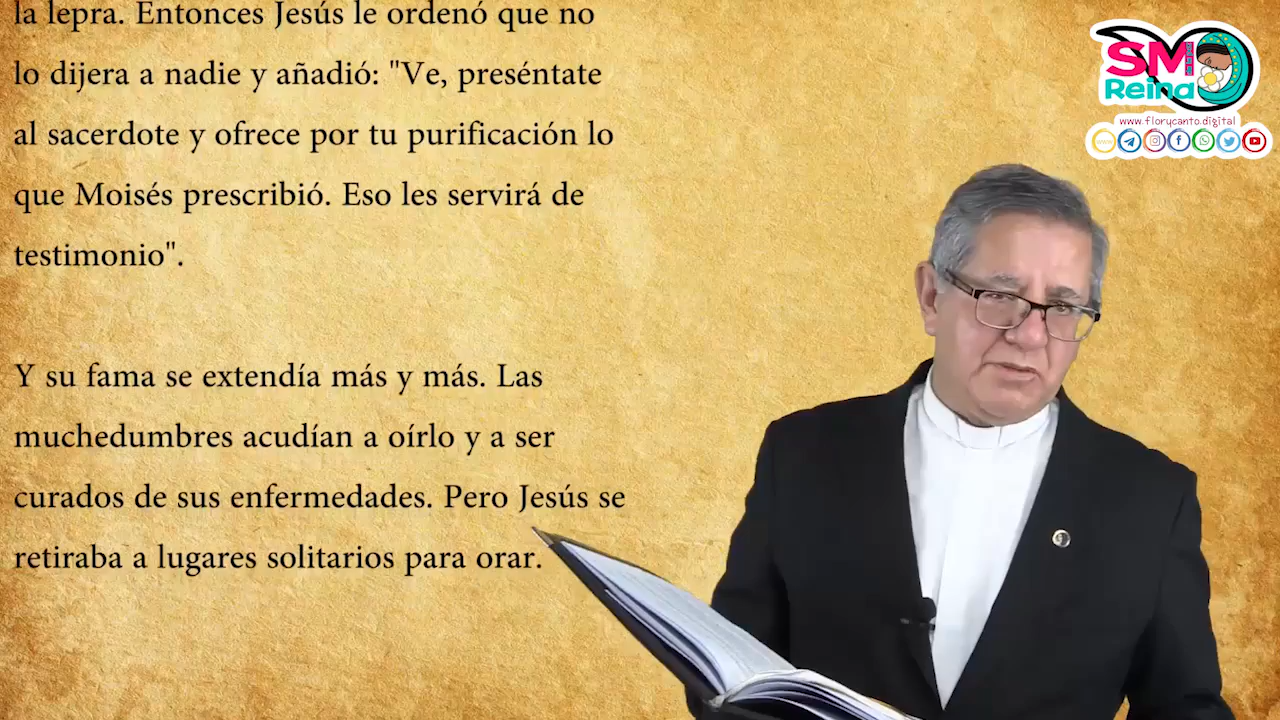 la lepra. Entonces Jesús le ordenó que no
lo dijera a nadie y añadió: "Ve, preséntate
al sacerdote y ofrece por tu purificación lo
que Moisés prescribió. Eso les servirá de
testimonio".
Y su fama se extendía más y más. Las
muchedumbres acudían a oírlo y a ser
curados de sus enfermedades. Pero Jesús se
retiraba a lugares solitarios para orar.
SM
Reina
www.florycanto.digital